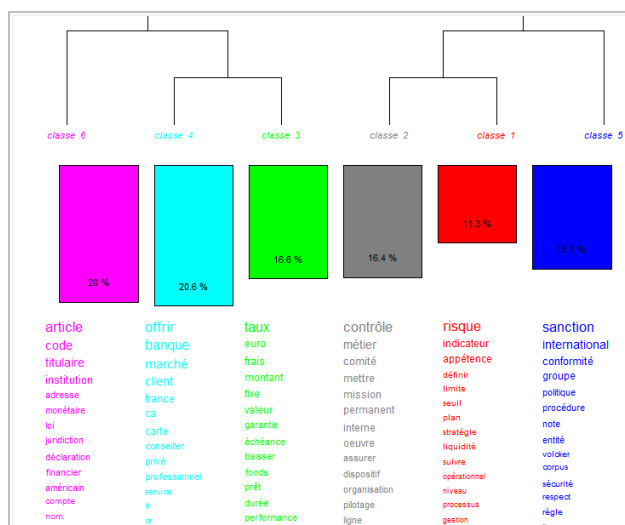 classe 6 classe 4 classe 3 classe 2 classe 1 classe 5
20 % 20.6 % 16.6 % 16.4 % 11.3 % 15.1 %
article offrir taux contrôle risque sanction
code banque euro métier indicateur international
titulaire marché frais comité appétence conformité
institution client montant mettre définir groupe
adresse france fixe mission limite politique
monétaire ca valeur permanent seuil procédure
loi carte garantie interne plan note
juridiction conseiller échéance oeuvre stratégie entité
déclaration privé baisser assurer liquidité volcker
financier professionnel fonds dispositif suivre corpus
américain service prêt organisation opérationnel sécurité
compte fr durée pilotage niveau respect
nom cr performance ligne processus règle
gestion